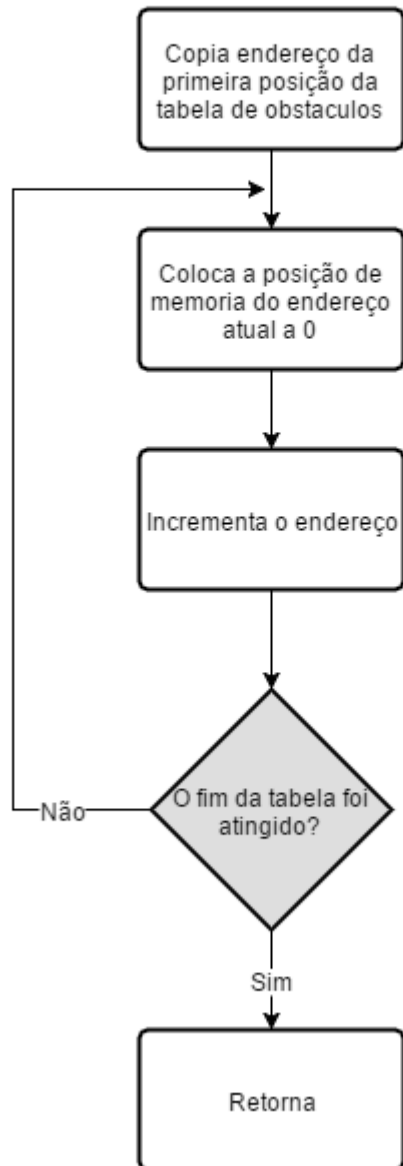 Copia endereço da
primeira posição da
tabela de obstaculos
Coloca a posição de
memoria do endereço
atual a 0
Incrementa o endereço
O fim da tabela foi
atingido?
Não
Sim
Retorna